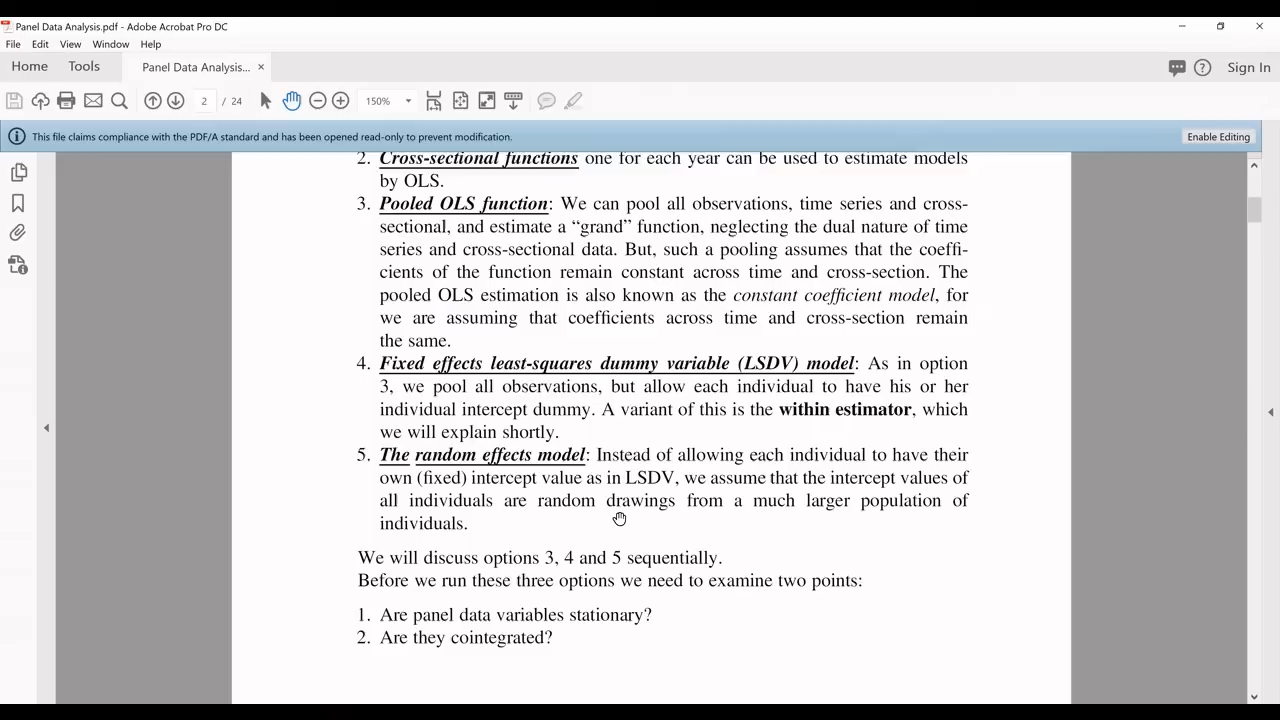 Panel Data Analysis.pdf - Adobe Acrobat Pro DC
File Edit View Window Help
Home Tools Panel Data Analysis... × Sign In
2 / 24 150%
This file claims compliance with the PDF/A standard and has been opened read-only to prevent modification. Enable Editing
2. Cross-sectional functions one for each year can be used to estimate models
by OLS.
3. Pooled OLS function: We can pool all observations, time series and cross-
sectional, and estimate a “grand” function, neglecting the dual nature of time
series and cross-sectional data. But, such a pooling assumes that the coeffi-
cients of the function remain constant across time and cross-section. The
pooled OLS estimation is also known as the constant coefficient model, for
we are assuming that coefficients across time and cross-section remain
the same.
4. Fixed effects least-squares dummy variable (LSDV) model: As in option
3, we pool all observations, but allow each individual to have his or her
individual intercept dummy. A variant of this is the within estimator, which
we will explain shortly.
5. The random effects model: Instead of allowing each individual to have their
own (fixed) intercept value as in LSDV, we assume that the intercept values of
all individuals are random drawings from a much larger population of
individuals.
We will discuss options 3, 4 and 5 sequentially.
Before we run these three options we need to examine two points:
1. Are panel data variables stationary?
2. Are they cointegrated?